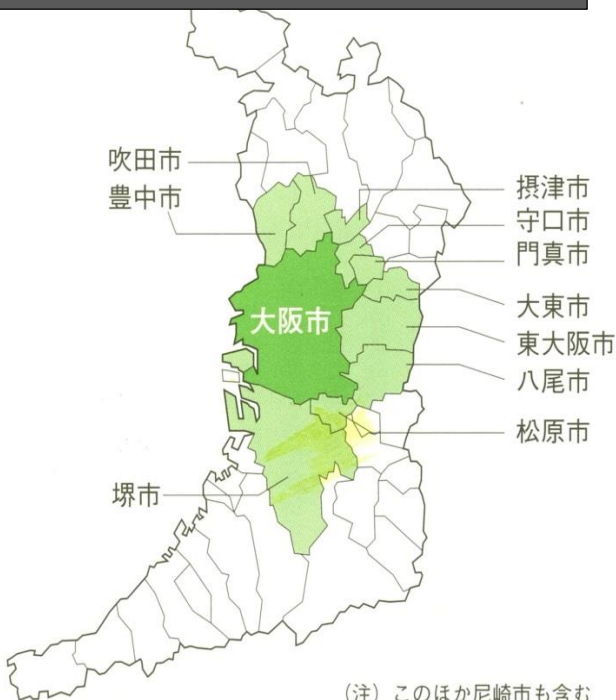 吹田市
豊中市
摂津市
守口市
門真市
大阪市
大東市
東大阪市
八尾市
松原市
堺市
(注) このほか尼崎市も含む